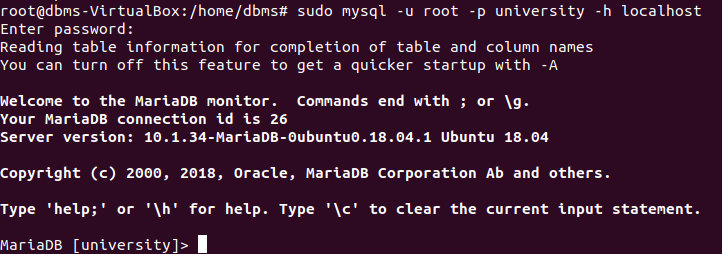 root@dbms-VirtualBox:/home/dbms# sudo mysql -u root -p university -h localhost
Enter password:
Reading table information for completion of table and column names
You can turn off this feature to get a quicker startup with -A
Welcome to the MariaDB monitor.  Commands end with ; or \g.
Your MariaDB connection id is 26
Server version: 10.1.34-MariaDB-0ubuntu0.18.04.1 Ubuntu 18.04
Copyright (c) 2000, 2018, Oracle, MariaDB Corporation Ab and others.
Type 'help;' or '\h' for help. Type '\c' to clear the current input statement.
MariaDB [university]>